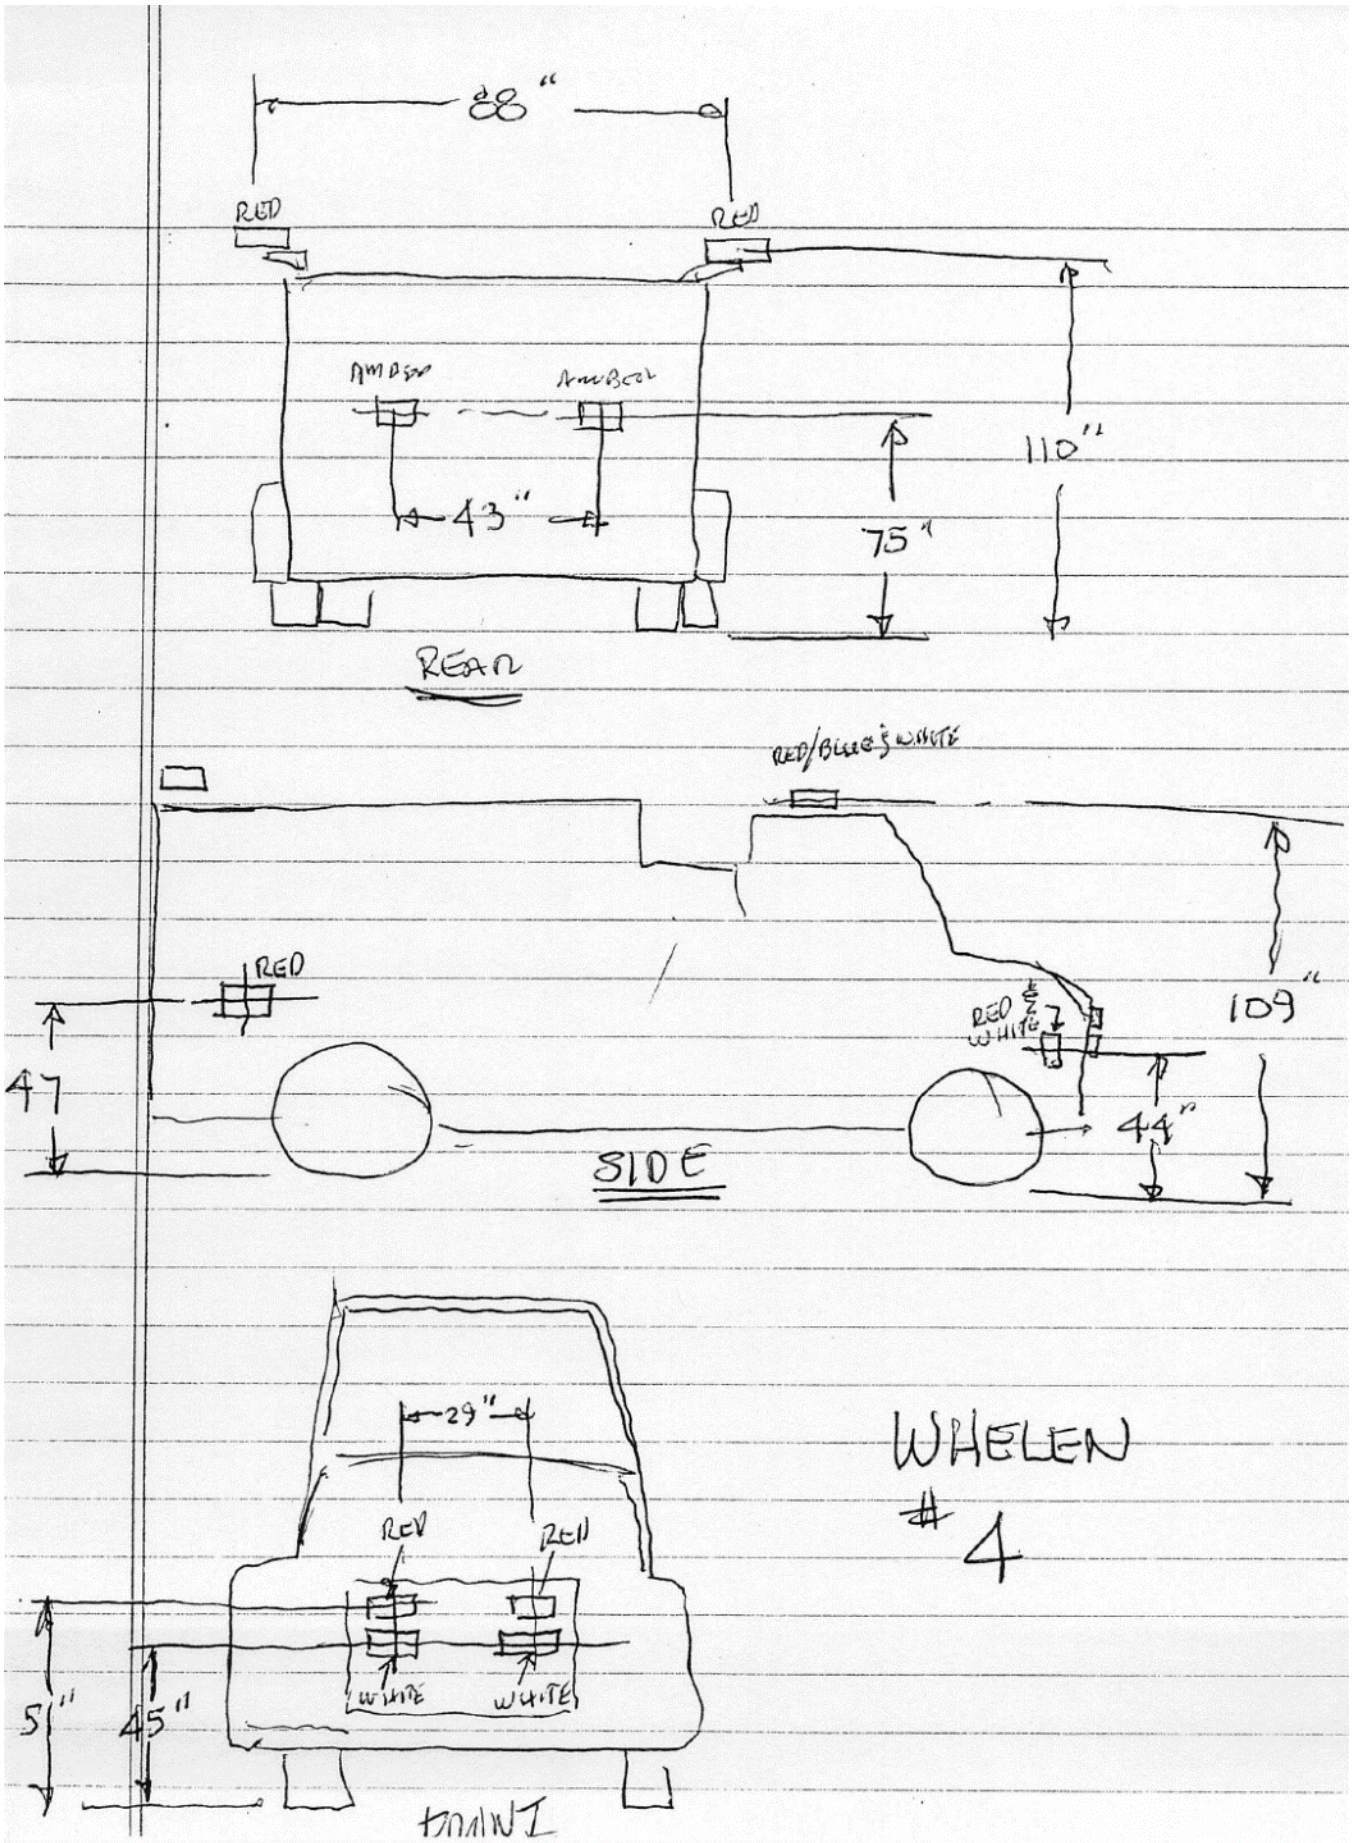 88"
RED
RED
AMBER
AMBER
110"
43"
75"
REAR
RED/BLUE & WHITE
RED
RED &
WHITE
109"
47
44"
SIDE
29"
WHELEN
# 4
RED
RED
51"
45"
WHITE
WHITE
FRONT